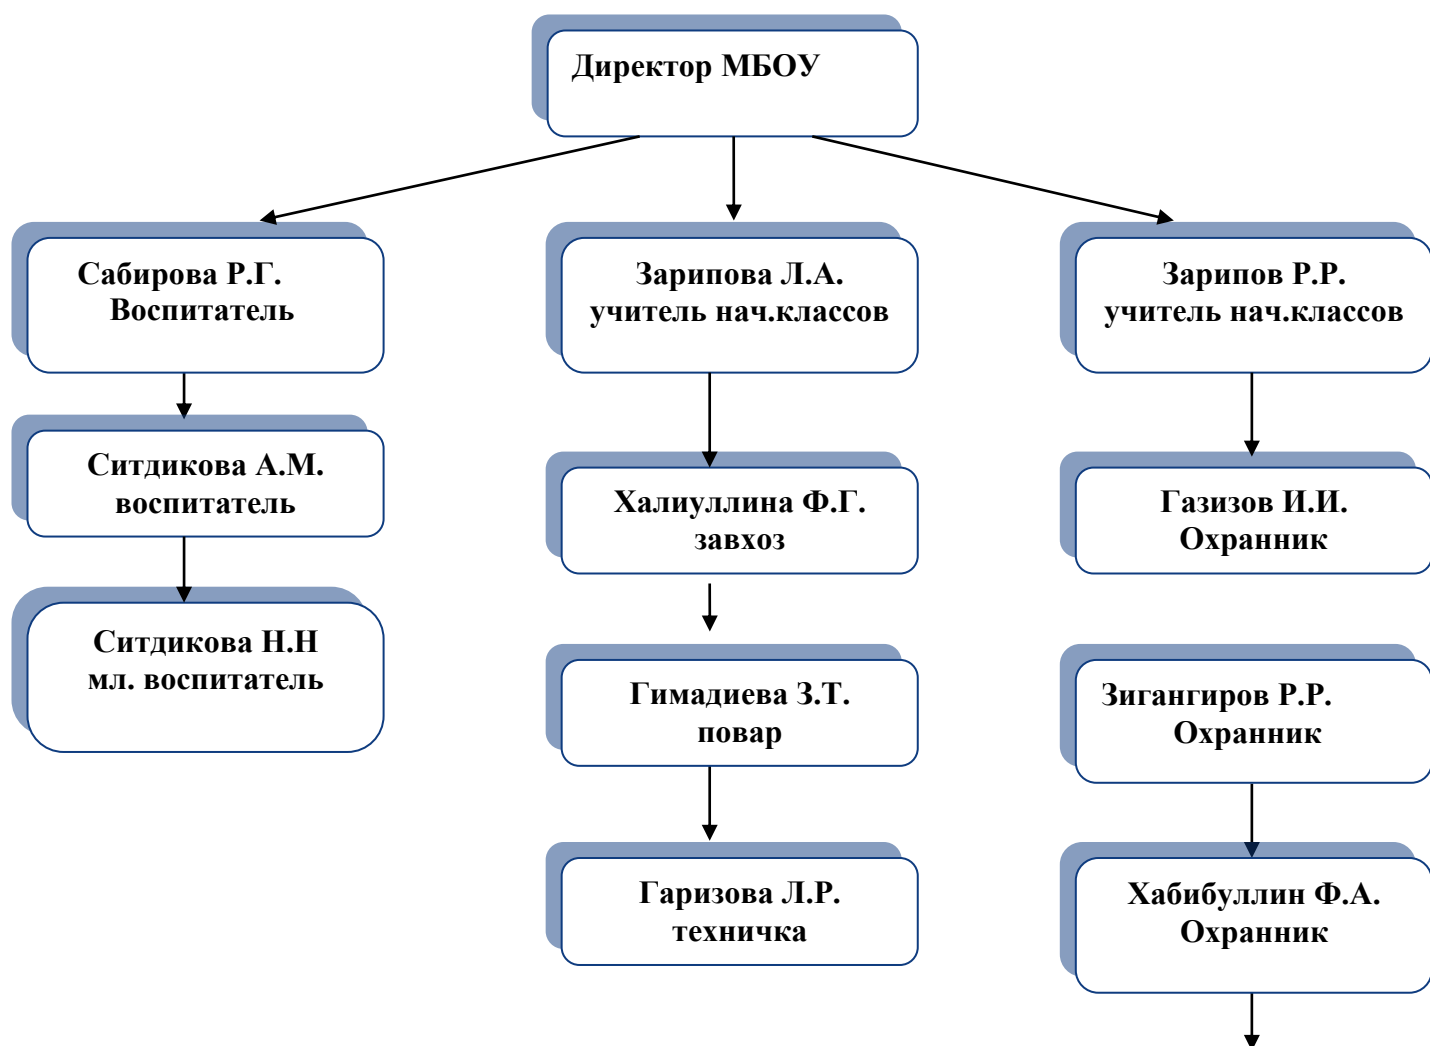 Директор МБОУ
Сабирова Р.Г.
Воспитатель
Зарипова Л.А.
учитель нач.классов
Зарипов Р.Р.
учитель нач.классов
Ситдикова А.М.
воспитатель
Халиуллина Ф.Г.
завхоз
Газизов И.И.
Охранник
Ситдикова Н.Н
мл. воспитатель
Гимадиева З.Т.
повар
Зигангиров Р.Р.
Охранник
Гаризова Л.Р.
техничка
Хабибуллин Ф.А.
Охранник